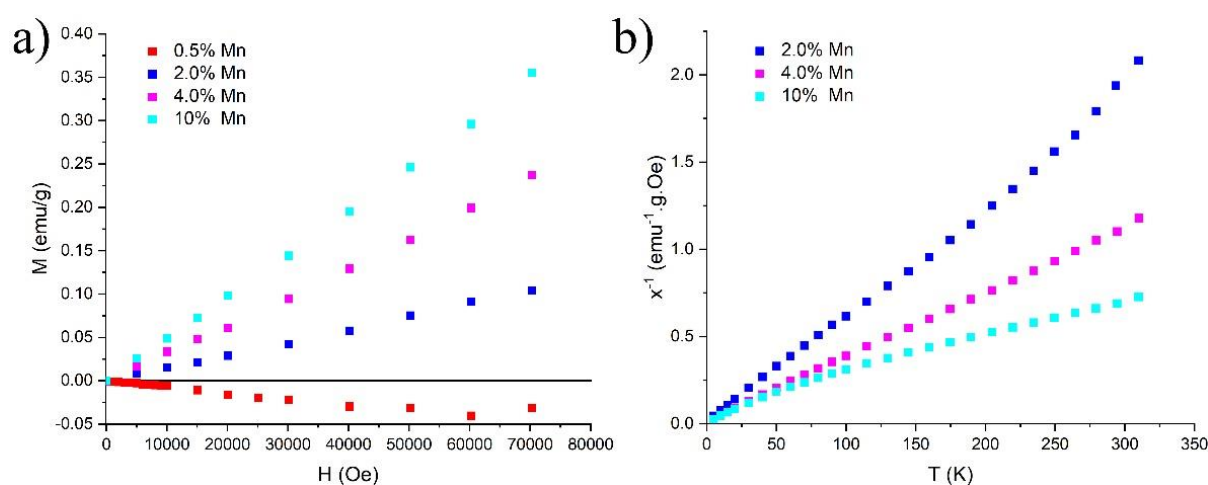 a)
0.5% Mn
2.0% Mn
4.0% Mn
10% Mn
0.40
0.35
0.30
0.25
0.20
0.15
0.10
0.05
0.00
-0.05
M (emu/g)
0 10000 20000 30000 40000 50000 60000 70000 80000
H (Oe)
b)
2.0% Mn
4.0% Mn
10% Mn
2.0
1.5
1.0
0.5
0.0
x⁻¹ (emu⁻¹.g.Oe)
0 50 100 150 200 250 300 350
T (K)